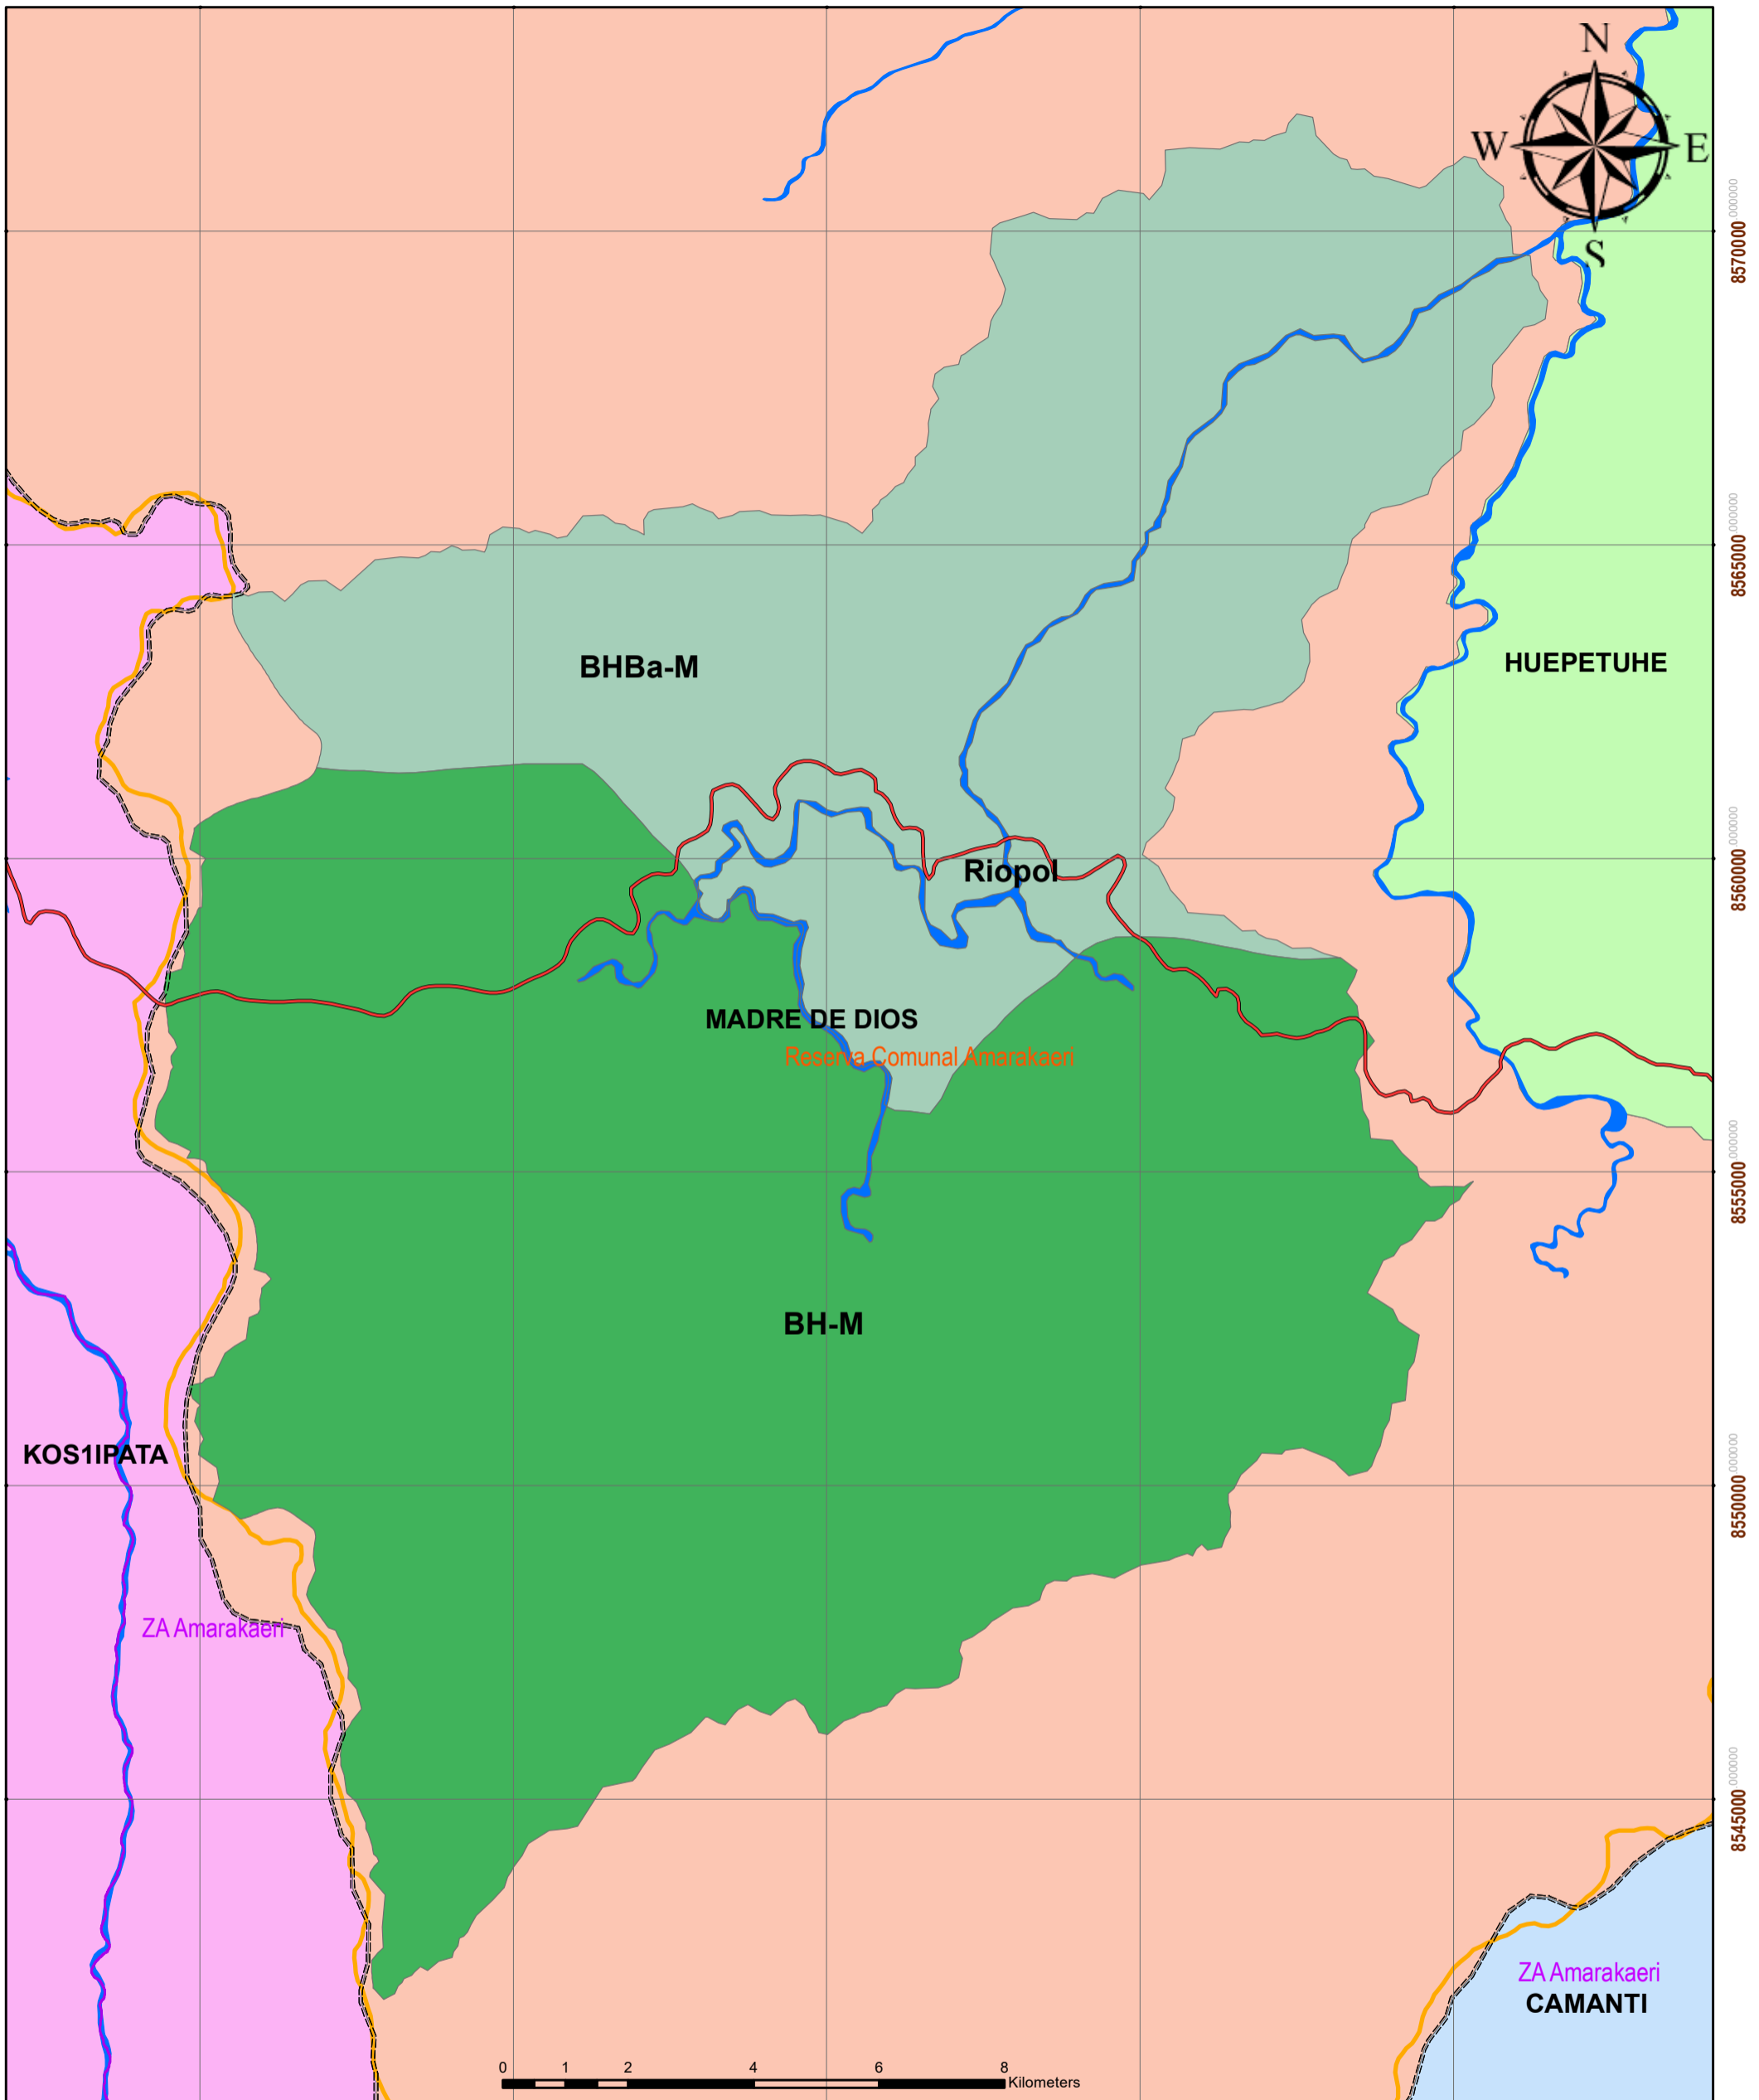 N
W E
S
8570000.000000
8565000.000000
BHBa-M
HUEPETUHE
8560000.000000
Riopol
MADRE DE DIOS
Reserva Comunal Amarakaeri
8555000.000000
BH-M
KOS1IPATA
8550000.000000
ZA Amarakaeri
8545000.000000
ZA Amarakaeri
CAMANTI
0 1 2 4 6 8
Kilometers